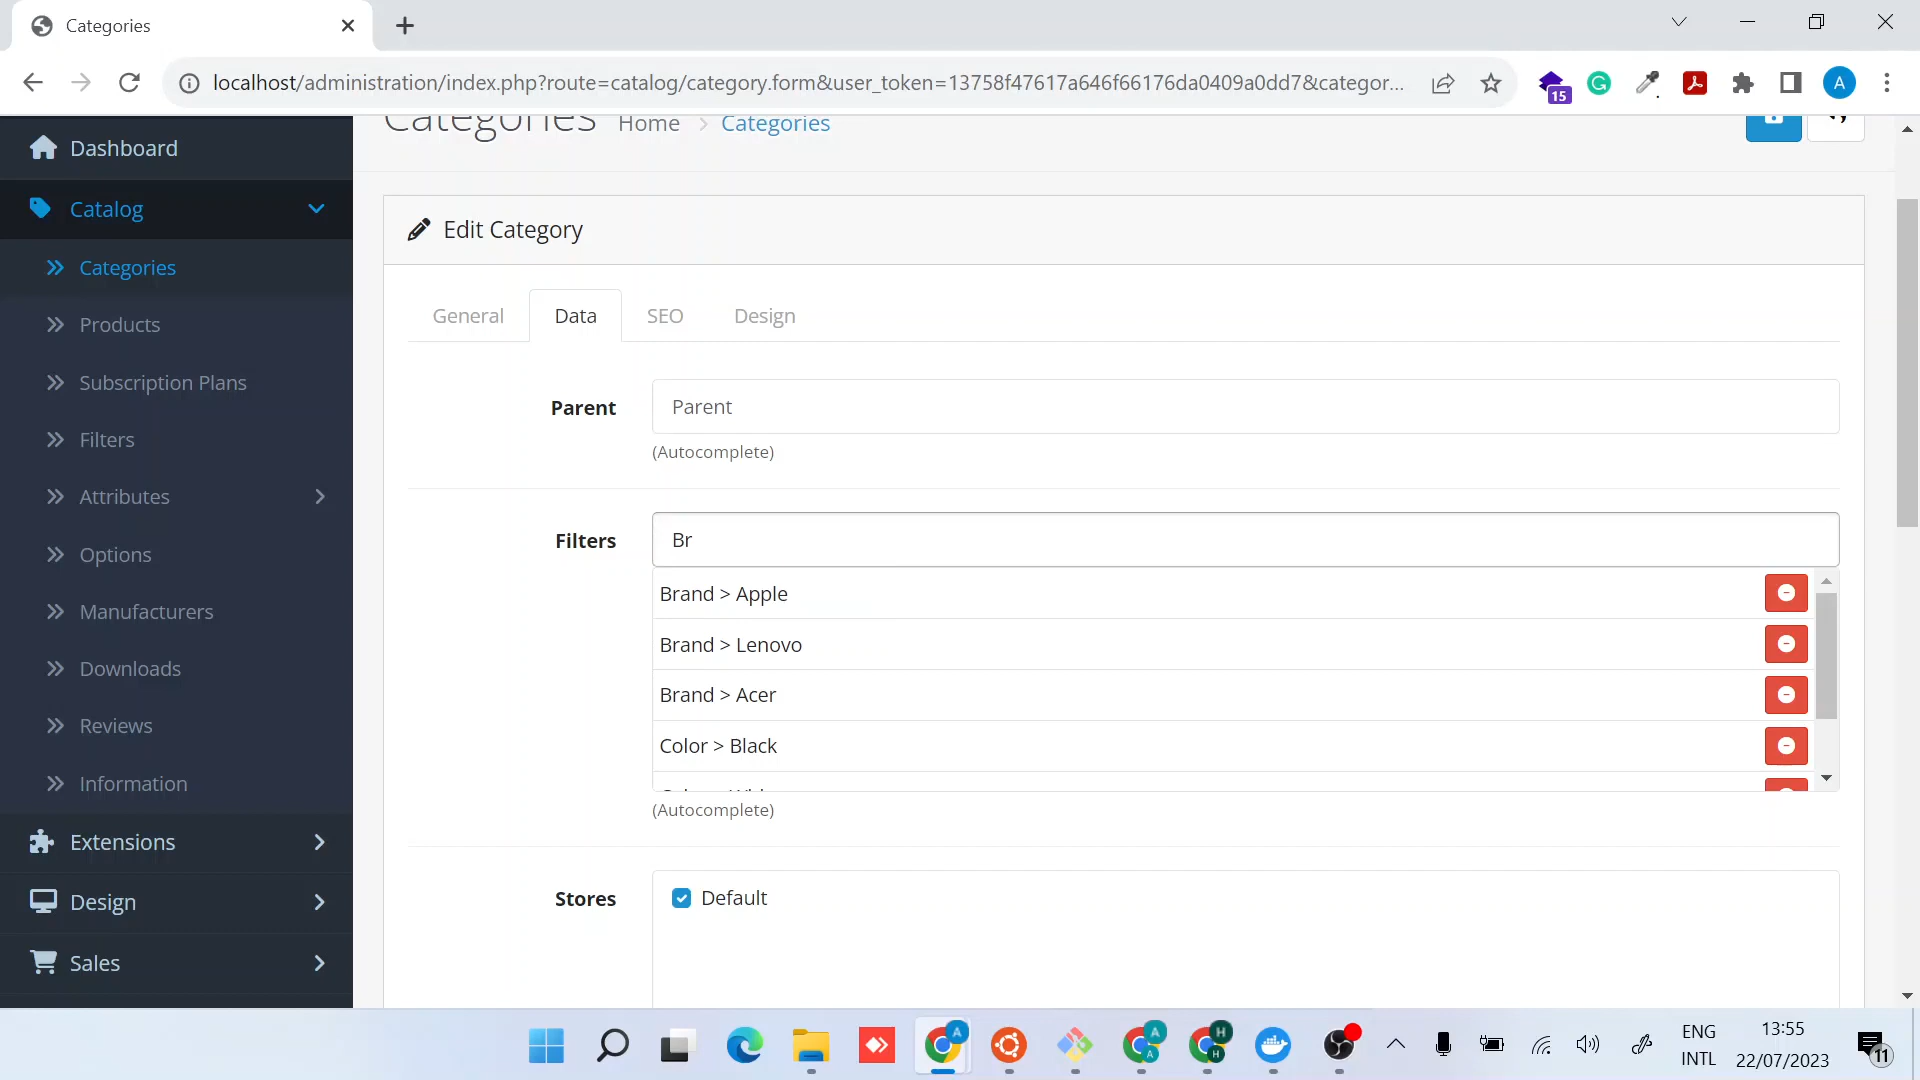 Categories
localhost/administration/index.php?route=catalog/category.form&user_token=13758f47617a646f66176da0409a0dd7&categor...
15
A
Categories Home > Categories
Dashboard
Catalog
Categories
Products
Subscription Plans
Filters
Attributes
Options
Manufacturers
Downloads
Reviews
Information
Extensions
Design
Sales
Edit Category
General Data SEO Design
Parent Parent
(Autocomplete)
Filters Br
Brand > Apple
Brand > Lenovo
Brand > Acer
Color > Black
(Autocomplete)
Stores Default
A
A
A
H
H
ENG
INTL
13:55
22/07/2023
11